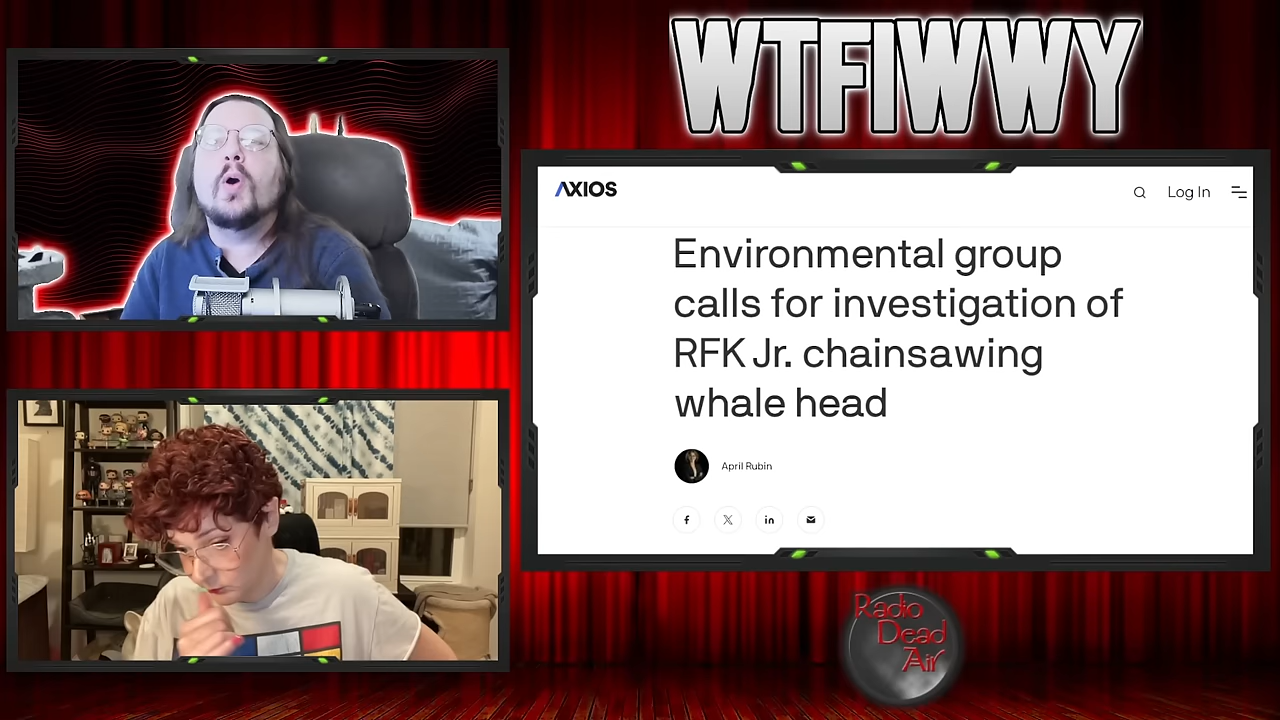 WTFIWWY
AXIOS
Log In
Environmental group
calls for investigation of
RFK Jr. chainsawing
whale head
April Rubin
Radio
Dead
Air